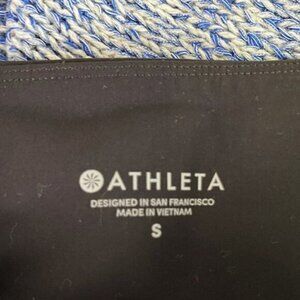 ATHLETA
DESIGNED IN SAN FRANCISCO
MADE IN VIETNAM
S